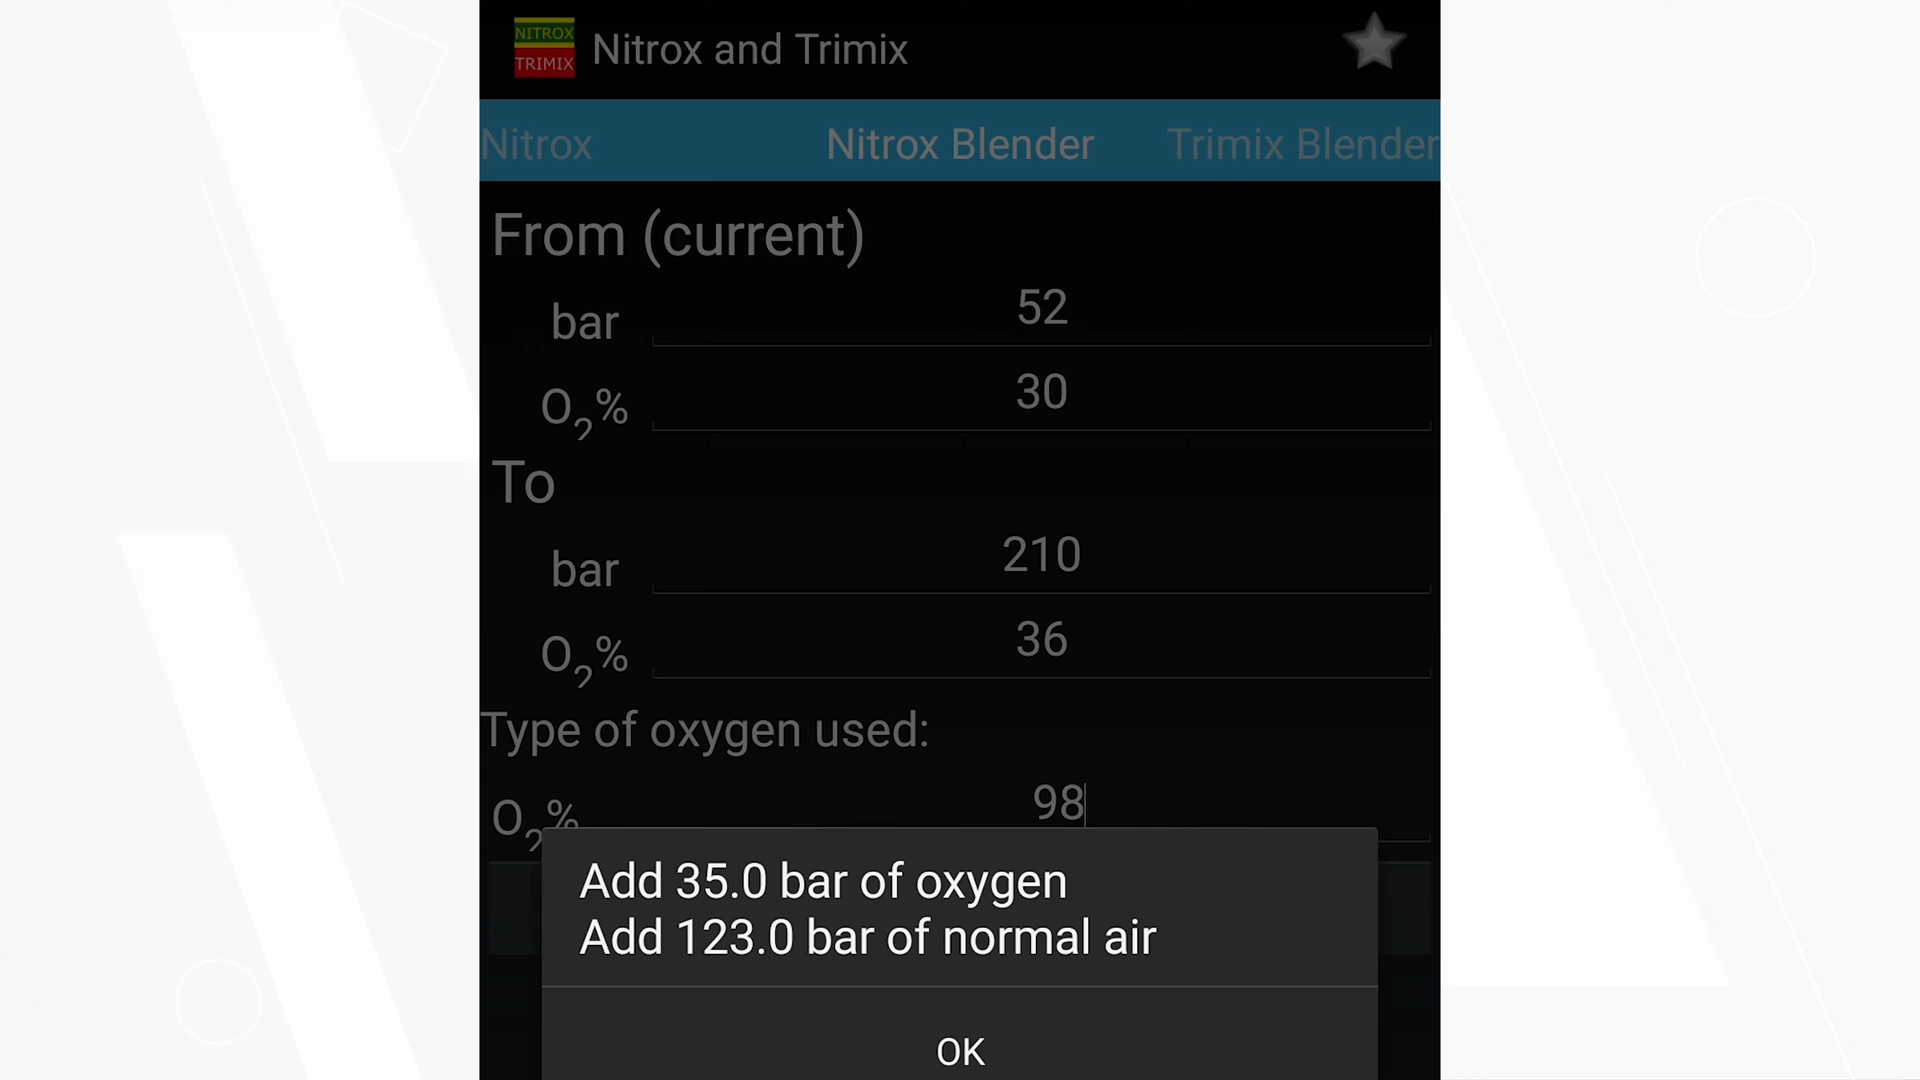 NITROX
TRIMIX
Nitrox and Trimix
Nitrox
Nitrox Blender
Trimix Blender
From (current)
bar 52
O2% 30
To
bar 210
O2% 36
Type of oxygen used:
O2% 98
Add 35.0 bar of oxygen
Add 123.0 bar of normal air
OK